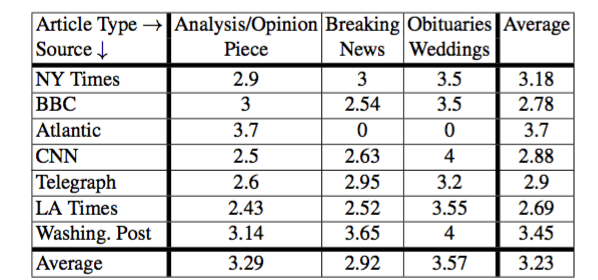 Article Type → Analysis/Opinion Breaking Obituaries Average
Source ↓ Piece News Weddings
NY Times 2.9 3 3.5 3.18
BBC 3 2.54 3.5 2.78
Atlantic 3.7 0 0 3.7
CNN 2.5 2.63 4 2.88
Telegraph 2.6 2.95 3.2 2.9
LA Times 2.43 2.52 3.55 2.69
Washing. Post 3.14 3.65 4 3.45
Average 3.29 2.92 3.57 3.23